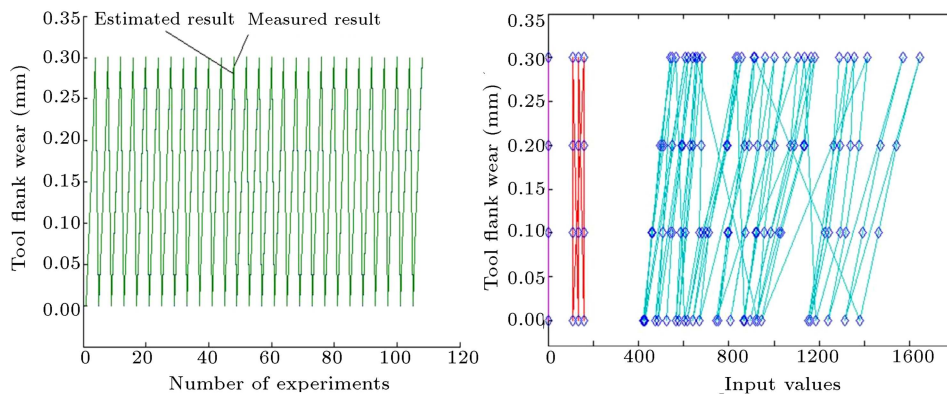 Estimated result
Measured result
Tool flank wear (mm)
0.35
0.30
0.25
0.20
0.15
0.10
0.05
0.00
0 20 40 60 80 100 120
Number of experiments
Tool flank wear (mm)
0.35
0.30
0.25
0.20
0.15
0.10
0.05
0.00
0 400 800 1200 1600
Input values